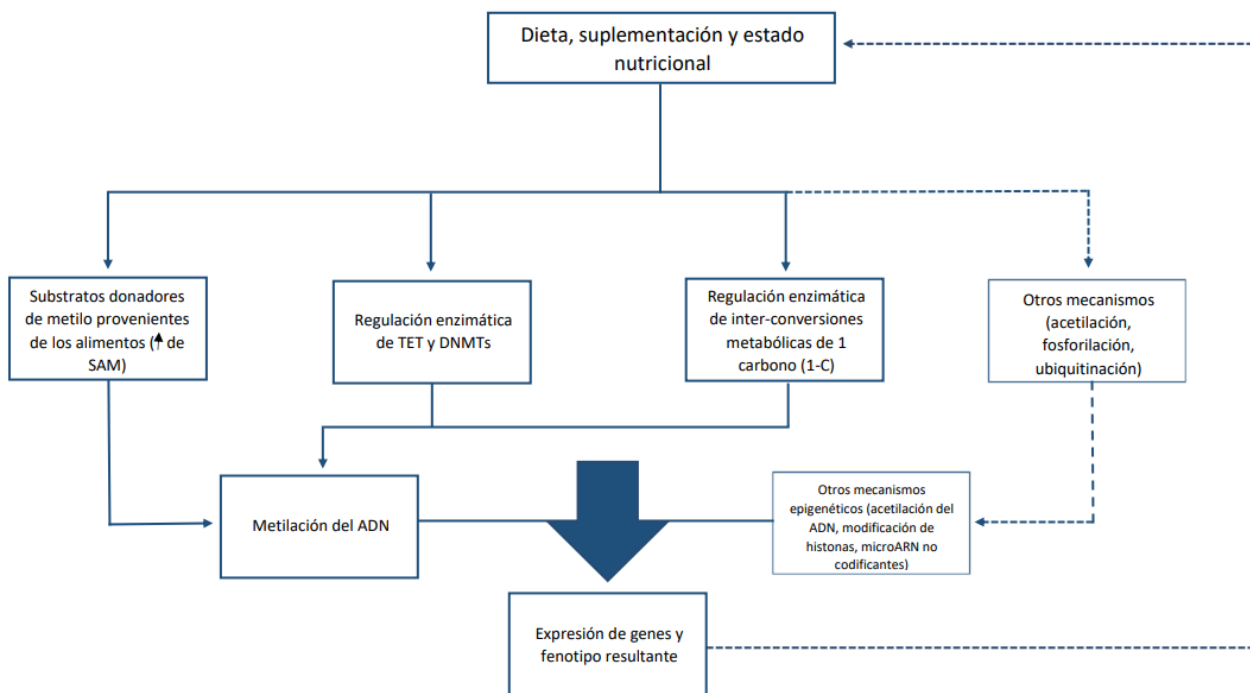 Dieta, suplementación y estado
nutricional
Substratos donadores
de metilo provenientes
de los alimentos (↑ de
SAM)
Regulación enzimática
de TET y DNMTs
Regulación enzimática
de inter-conversiones
metabólicas de 1
carbono (1-C)
Otros mecanismos
(acetilación,
fosforilación,
ubiquitinación)
Metilación del ADN
Otros mecanismos
epigenéticos (acetilación del
ADN, modificación de
histonas, microARN no
codificantes)
Expresión de genes y
fenotipo resultante